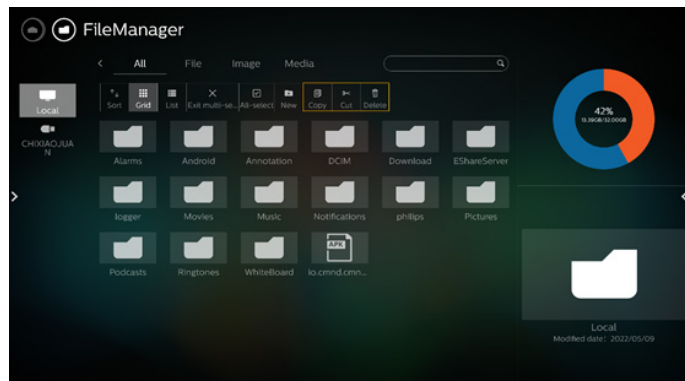 FileManager
All File Image Media
Sort Grid List Exit multi-se... All-select New Copy Cut Delete
Local
CHIXIAOJUA
N
Alarms Android Annotation DCIM Download EShareServer
logger Movies Music Notifications philips Pictures
APK
Podcasts Ringtones WhiteBoard io.cmnd.cmn...
42%
13.39GB/32.00GB
Local
Modified date: 2022/05/09